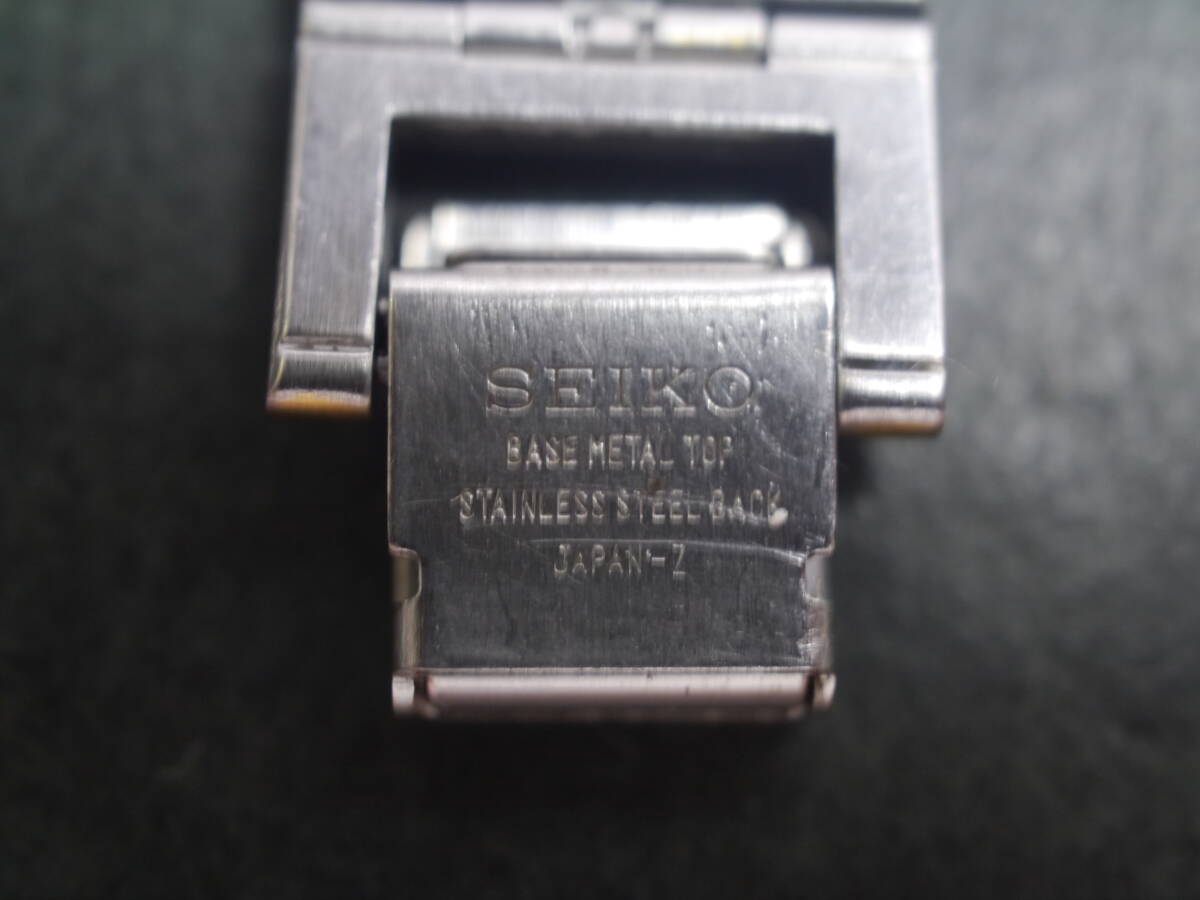 SEIKO
BASE METAL TOP
STAINLESS STEEL BACK
JAPAN-Z